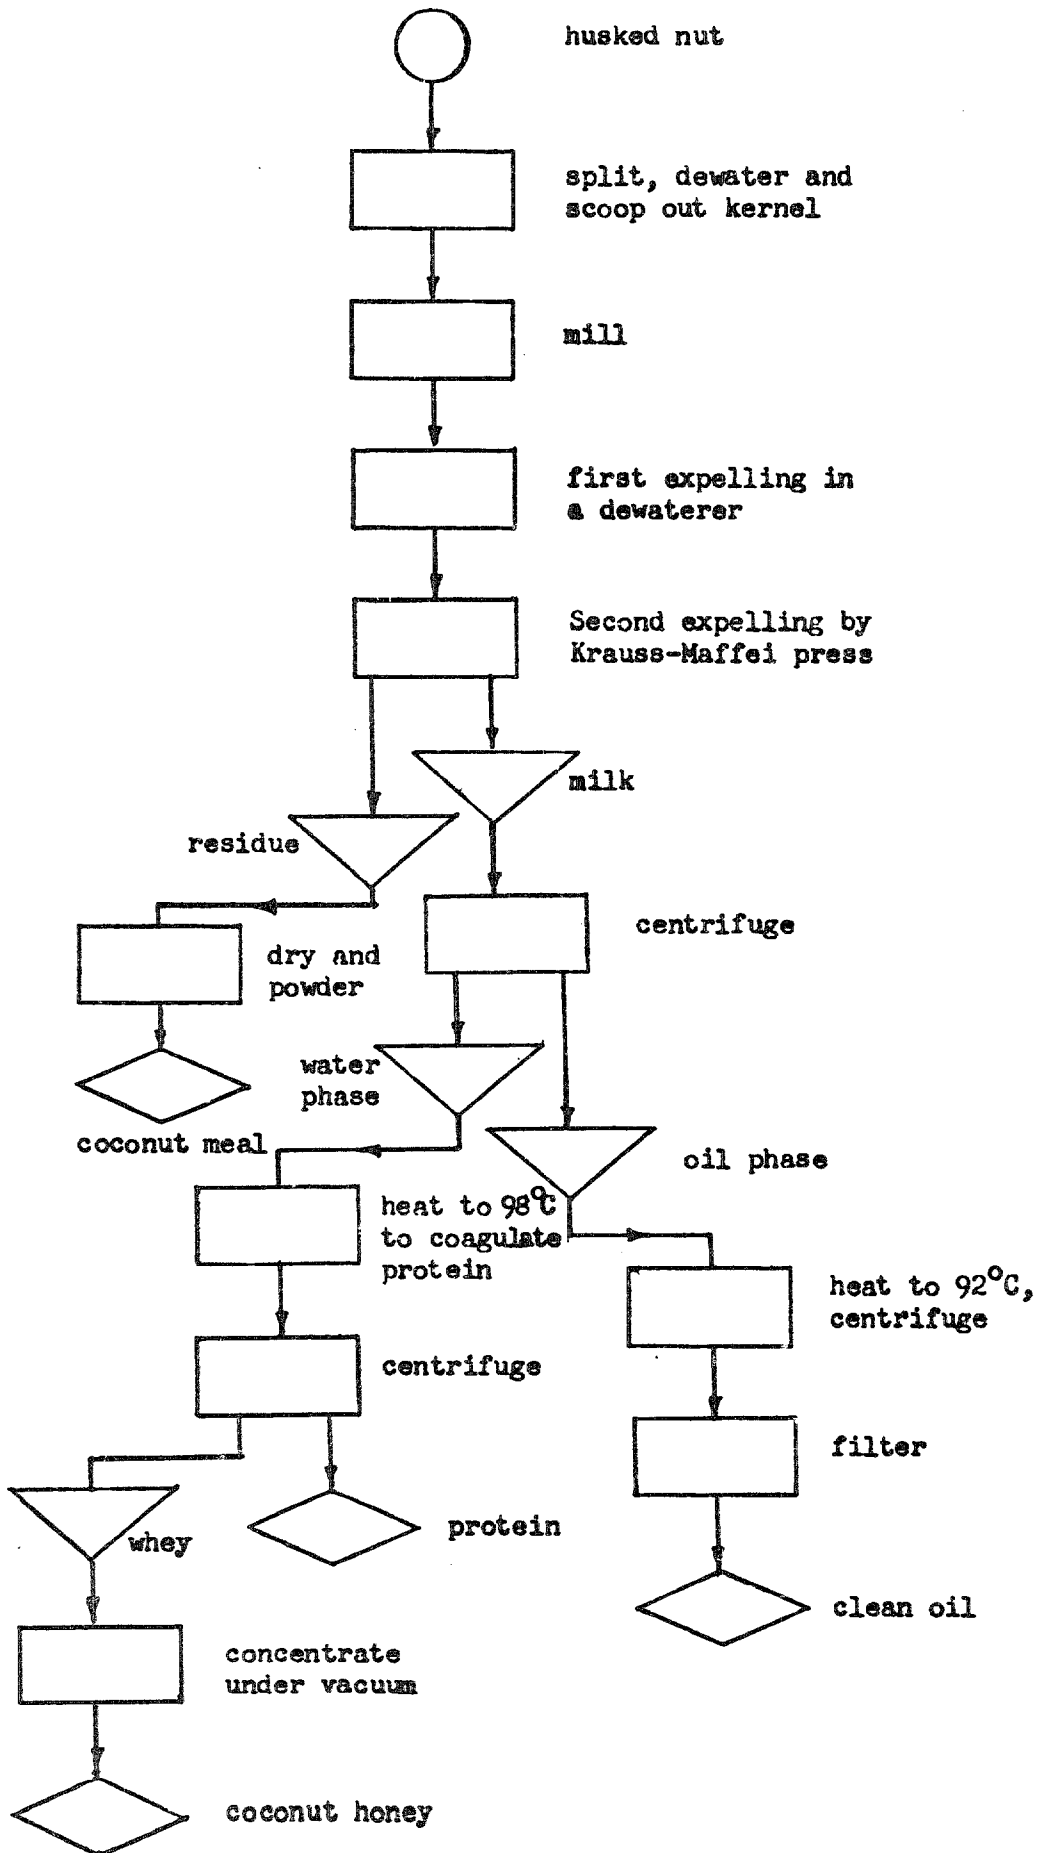 husked nut
split, dewater and
scoop out kernel
mill
first expelling in
a dewaterer
Second expelling by
Krauss-Maffei press
milk
residue
centrifuge
dry and
powder
water
phase
coconut meal
oil phase
heat to 98°C
to coagulate
protein
heat to 92°C,
centrifuge
centrifuge
filter
whey
protein
clean oil
concentrate
under vacuum
coconut honey